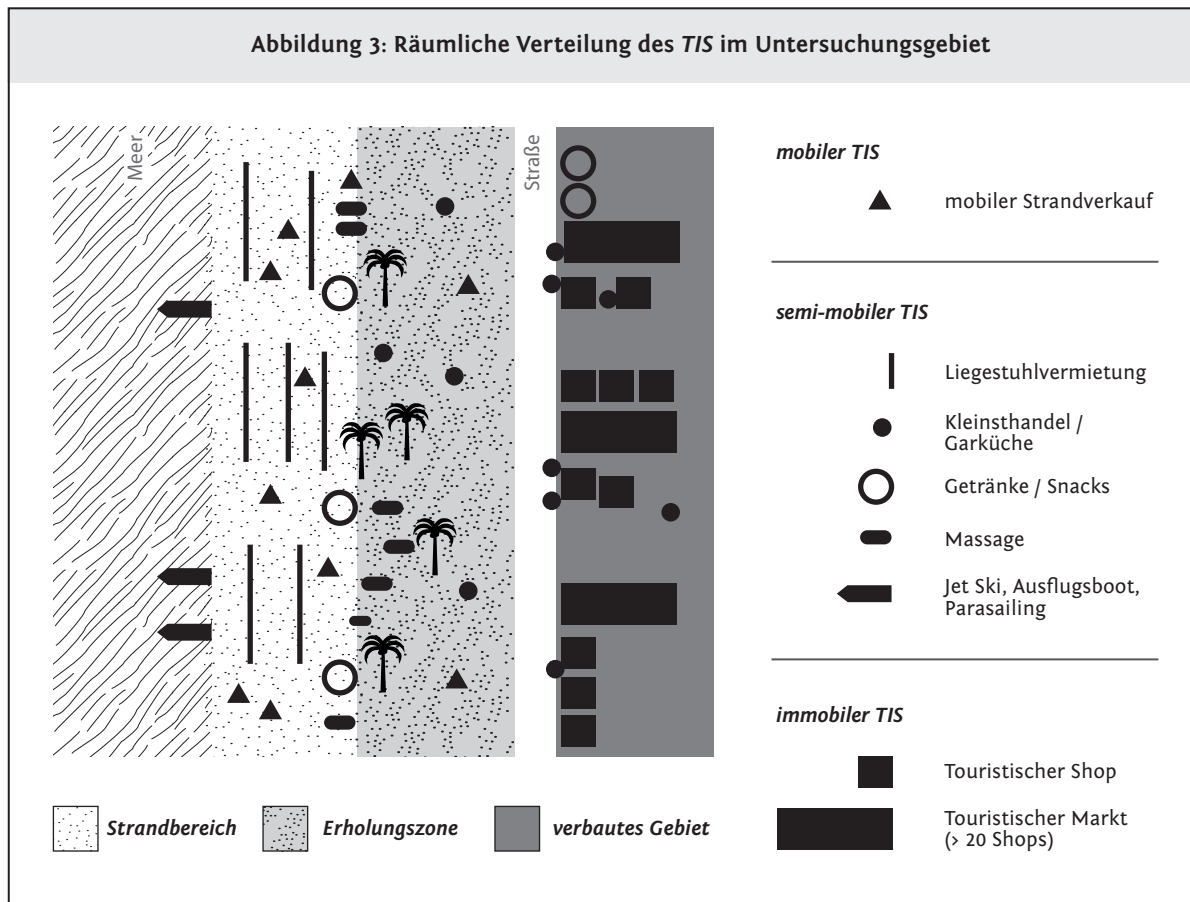 Abbildung 3: Räumliche Verteilung des TIS im Untersuchungsgebiet
Meer
Straße
mobiler TIS
mobiler Strandverkauf
semi-mobiler TIS
Liegestuhlvermietung
Kleinsthandel /
Garküche
Getränke / Snacks
Massage
Jet Ski, Ausflugsboot,
Parasailing
immobiler TIS
Touristischer Shop
Touristischer Markt
(> 20 Shops)
Strandbereich
Erholungszone
verbautes Gebiet